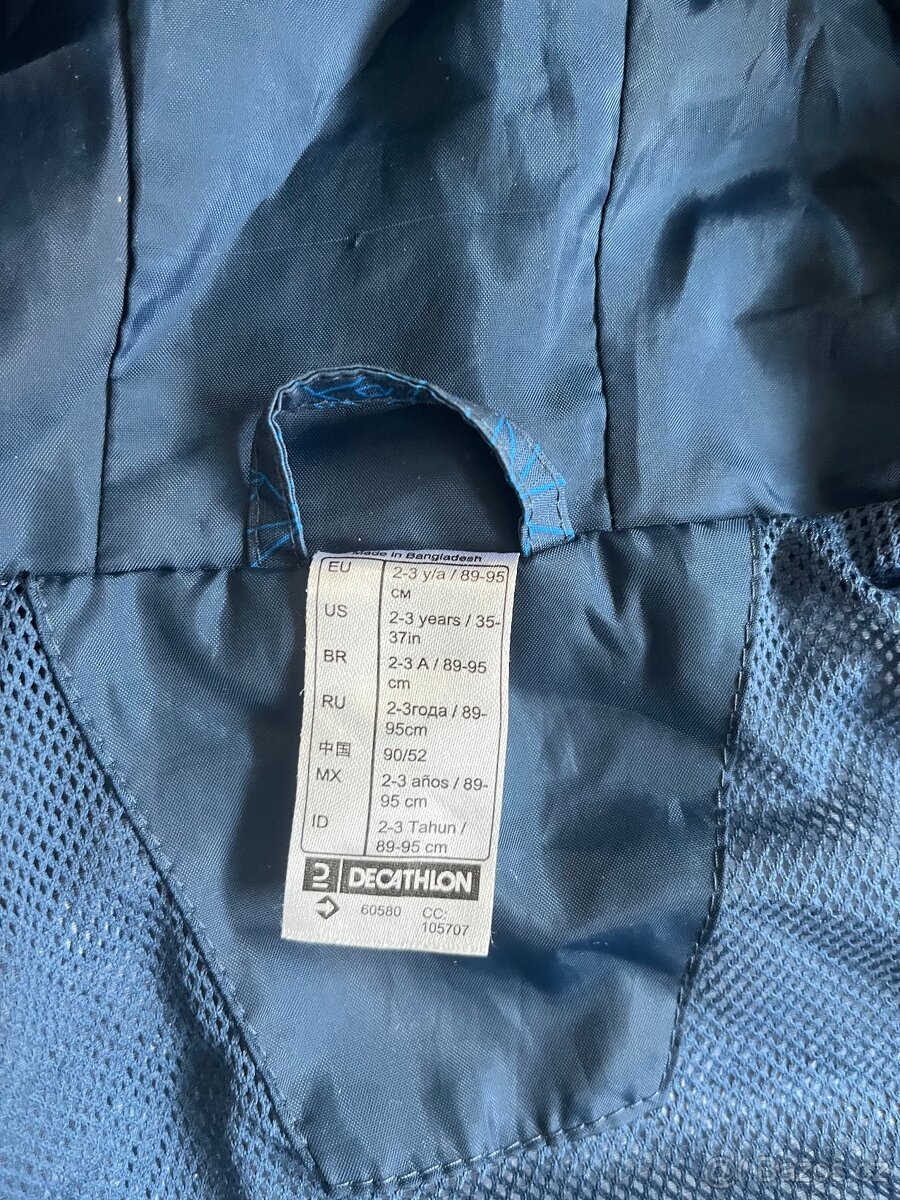 Made in Bangladesh
EU 2-3 y/a / 89-95
CM
US 2-3 years / 35-
37in
BR 2-3 A / 89-95
cm
RU 2-3года / 89-
95cm
中国 90/52
MX 2-3 años / 89-
95 cm
ID 2-3 Tahun /
89-95 cm
DECATHLON
60580 CC:
105707
Bazos.cz